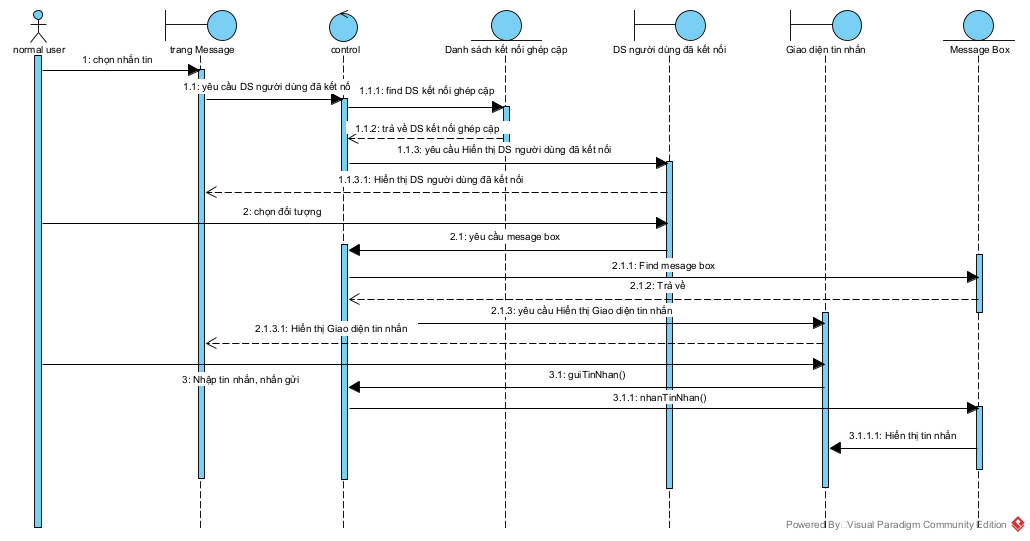 normal user
trang Message
control
Danh sách kết nối ghép cặp
DS người dùng đã kết nối
Giao diện tin nhắn
Message Box
1: chọn nhắn tin
1.1: yêu cầu DS người dùng đã kết nố
1.1.1: find DS kết nối ghép cặp
1.1.2: trả về DS kết nối ghép cặp
1.1.3: yêu cầu Hiển thị DS người dùng đã kết nối
1.1.3.1: Hiển thị DS người dùng đã kết nối
2: chọn đối tượng
2.1: yêu cầu mesage box
2.1.1: Find mesage box
2.1.2: Trả về
2.1.3: yêu cầu Hiển thị Giao diện tin nhắn
2.1.3.1: Hiển thị Giao diện tin nhắn
3: Nhập tin nhắn, nhấn gửi
3.1: guiTinNhan()
3.1.1: nhanTinNhan()
3.1.1.1: Hiển thị tin nhắn
Powered By Visual Paradigm Community Edition